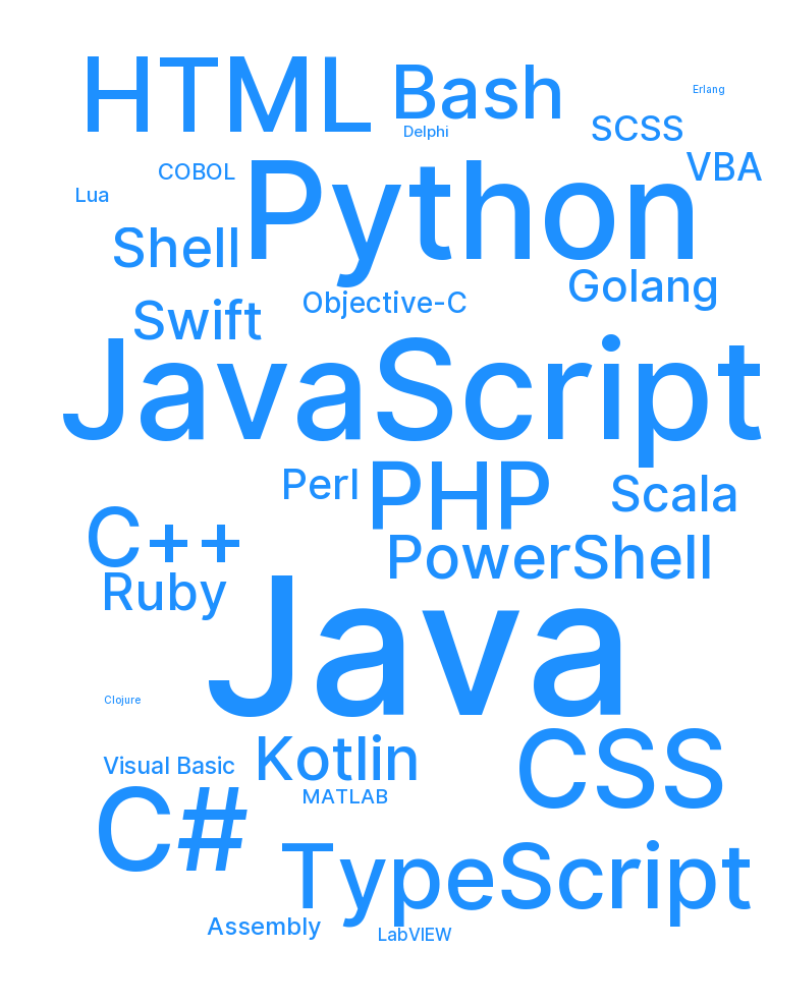 HTML
Bash
Erlang
Delphi
SCSS
VBA
COBOL
Python
Lua
Shell
Golang
Objective-C
Swift
JavaScript
Perl
PHP
Scala
C++
PowerShell
Ruby
Java
Clojure
Kotlin
CSS
Visual Basic
MATLAB
C#
TypeScript
Assembly
LabVIEW